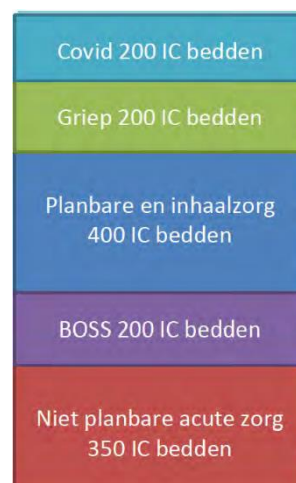 Covid 200 IC bedden
Griep 200 IC bedden
Planbare en inhaalzorg
400 IC bedden
BOSS 200 IC bedden
Niet planbare acute zorg
350 IC bedden